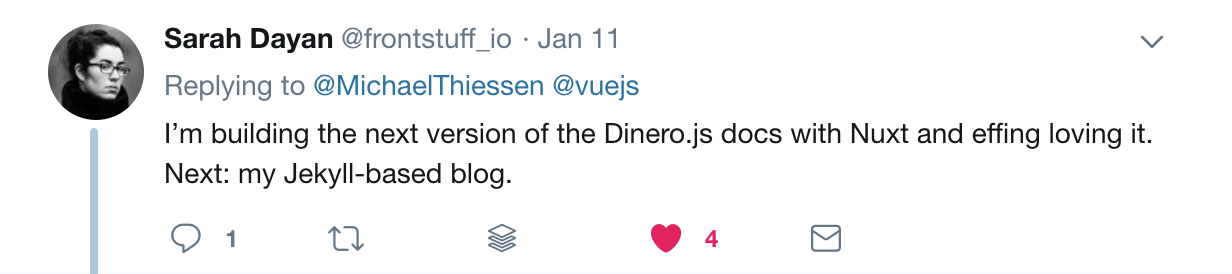 Sarah Dayan @frontstuff_io · Jan 11
Replying to @MichaelThiessen @vuejs
I’m building the next version of the Dinero.js docs with Nuxt and effing loving it.
Next: my Jekyll-based blog.
1 4